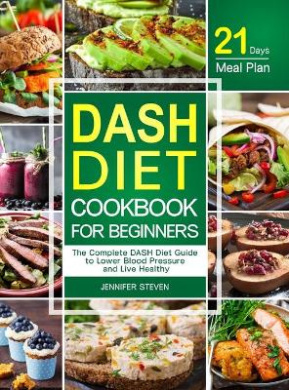 21 Days
Meal Plan
DASH
DIET
COOKBOOK
FOR BEGINNERS
The Complete DASH Diet Guide
to Lower Blood Pressure
and Live Healthy
JENNIFER STEVEN